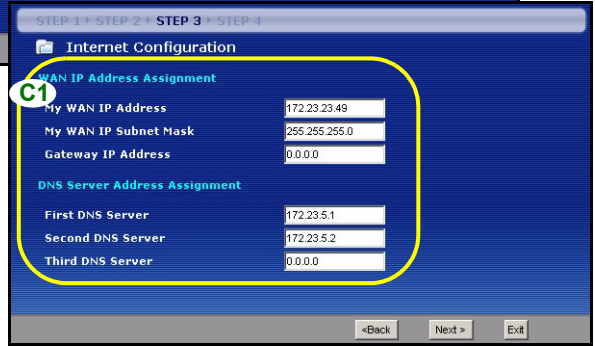 STEP 1 ▸ STEP 2 ▸ STEP 3 ▸ STEP 4
Internet Configuration
WAN IP Address Assignment
C1
My WAN IP Address 172.23.23.49
My WAN IP Subnet Mask 255.255.255.0
Gateway IP Address 0.0.0.0
DNS Server Address Assignment
First DNS Server 172.23.5.1
Second DNS Server 172.23.5.2
Third DNS Server 0.0.0.0
«Back Next » Exit